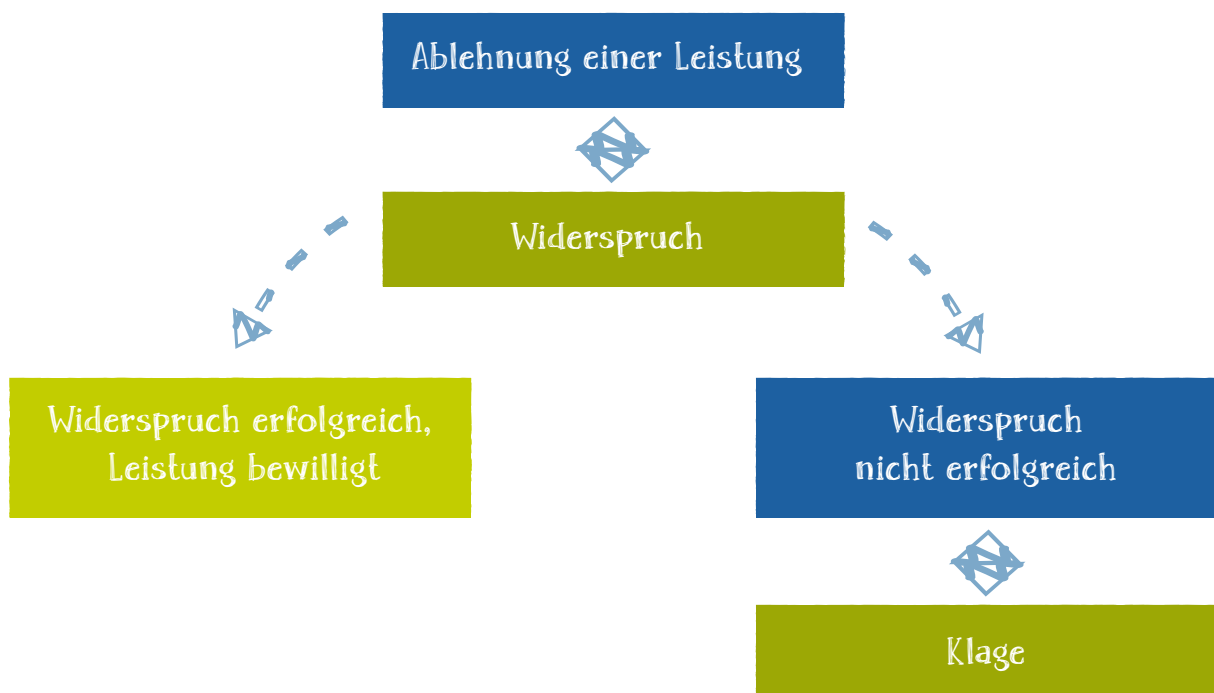 Ablehnung einer Leistung
Widerspruch
Widerspruch erfolgreich,
Leistung bewilligt
Widerspruch
nicht erfolgreich
Klage